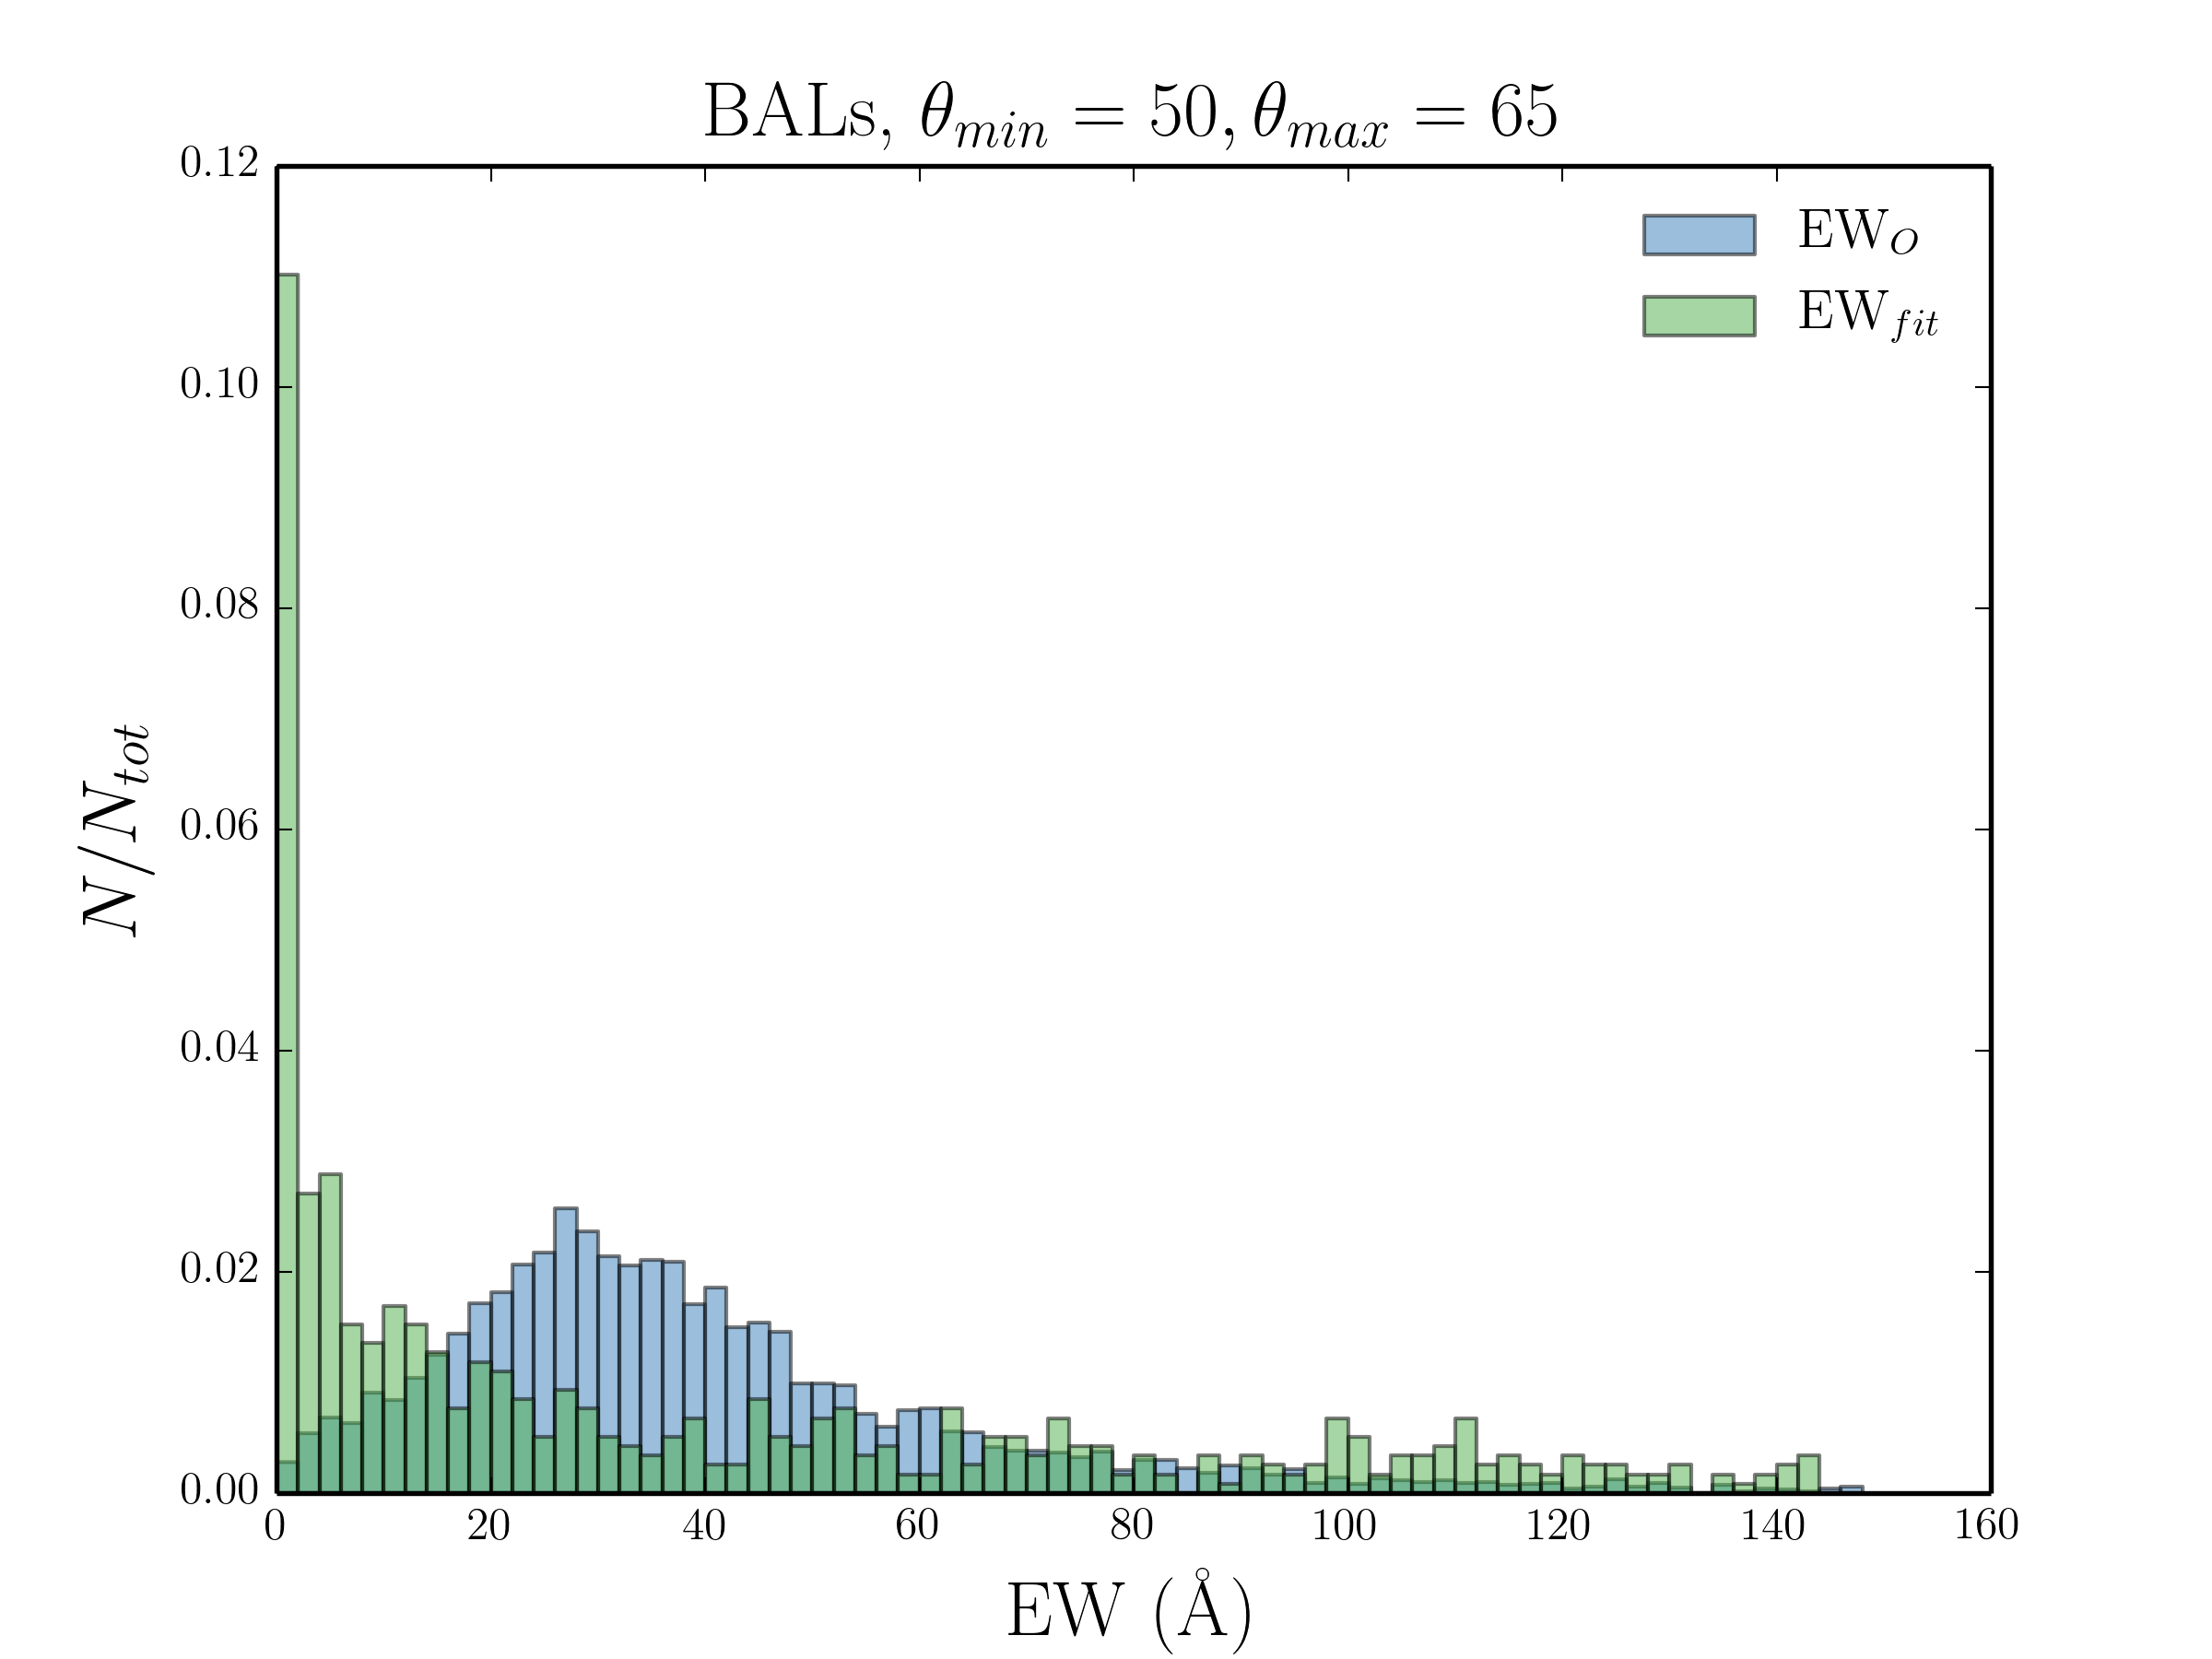 BALs, θ_min = 50, θ_max = 65
0.12
0.10
0.08
0.06
0.04
0.02
0.00
N/N_tot
EW_O
EW_fit
0 20 40 60 80 100 120 140 160
EW (Å)